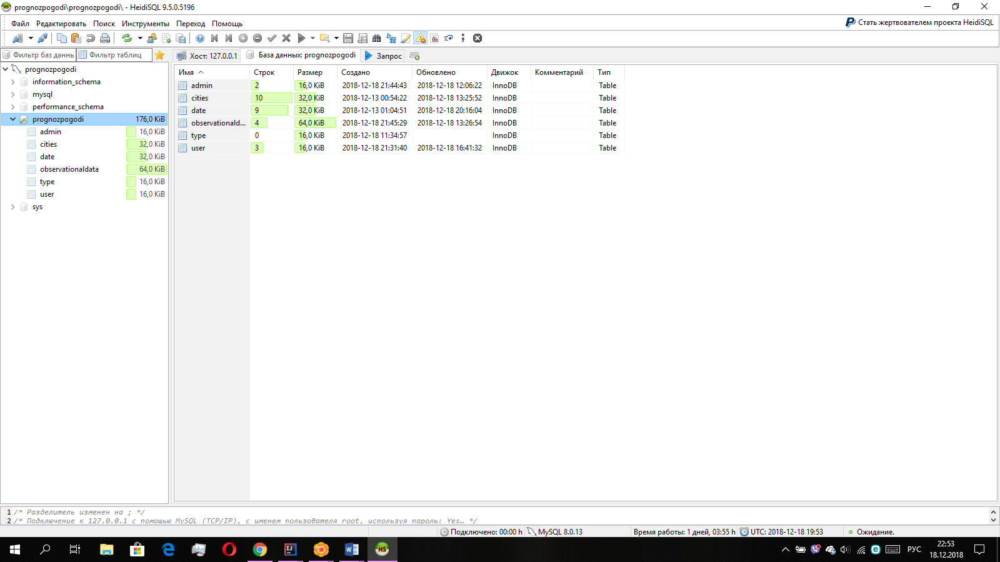 prognozpogodi\prognozpogodi\ - HeidiSQL 9.5.0.5196
Файл Редактировать Поиск Инструменты Переход Помощь
Стать жертвователем проекта HeidiSQL
Фильтр баз даннь Фильтр таблиц
Хост: 127.0.0.1 База данных: prognozpogodi Запрос
prognozpogodi
information_schema
mysql
performance_schema
prognozpogodi 176,0 KiB
admin 16,0 KiB
cities 32,0 KiB
date 32,0 KiB
observationaldata 64,0 KiB
type 16,0 KiB
user 16,0 KiB
sys
Имя Строк Размер Создано Обновлено Движок Комментарий Тип
admin 2 16,0 KiB 2018-12-18 21:44:43 2018-12-18 12:06:22 InnoDB Table
cities 10 32,0 KiB 2018-12-13 00:54:22 2018-12-18 13:25:52 InnoDB Table
date 9 32,0 KiB 2018-12-13 01:04:51 2018-12-18 20:16:04 InnoDB Table
observationald... 4 64,0 KiB 2018-12-18 21:45:29 2018-12-18 13:26:54 InnoDB Table
type 0 16,0 KiB 2018-12-18 11:34:57 InnoDB Table
user 3 16,0 KiB 2018-12-18 21:31:40 2018-12-18 16:41:32 InnoDB Table
1 /* Разделитель изменен на ; */
2 /* Подключение к 127.0.0.1 с помощью MySQL (TCP/IP), с именем пользователя root, используя пароль: Yes… */
Подключено: 00:00 h MySQL 8.0.13 Время работы: 1 дней, 03:55 h UTC: 2018-12-18 19:53 Ожидание.
HS
РУС
22:53
18.12.2018